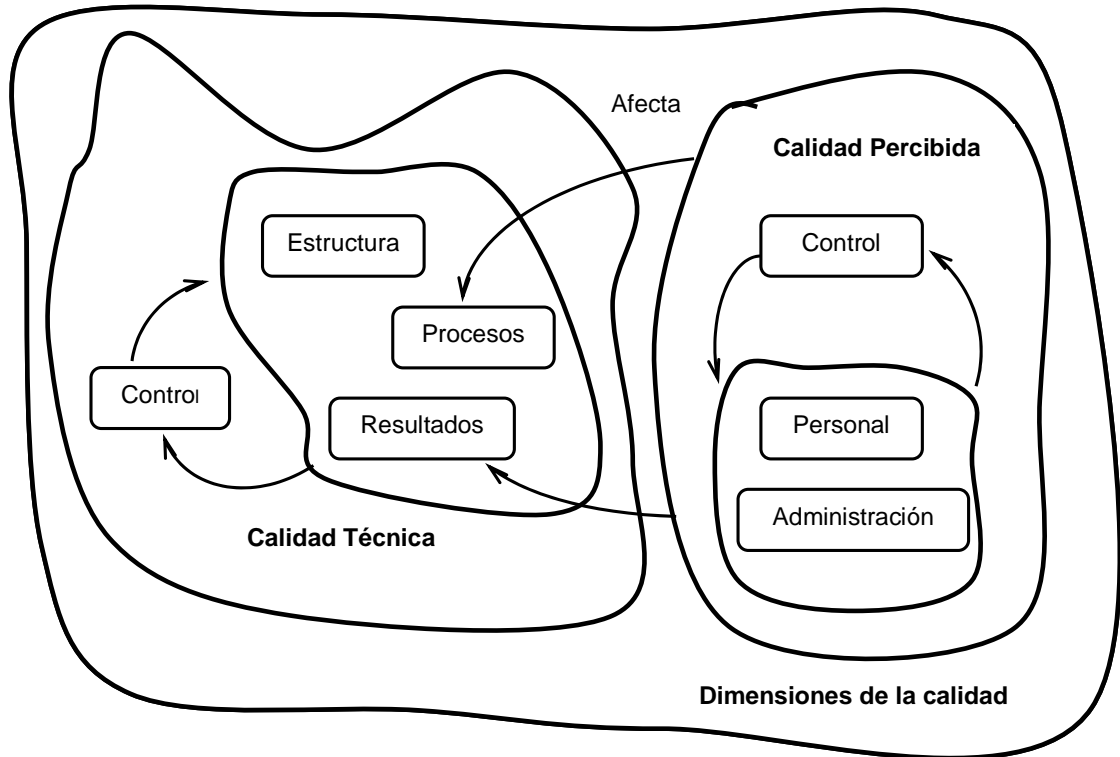 Afecta
Calidad Percibida
Estructura
Control
Procesos
Control
Resultados
Personal
Administración
Calidad Técnica
Dimensiones de la calidad